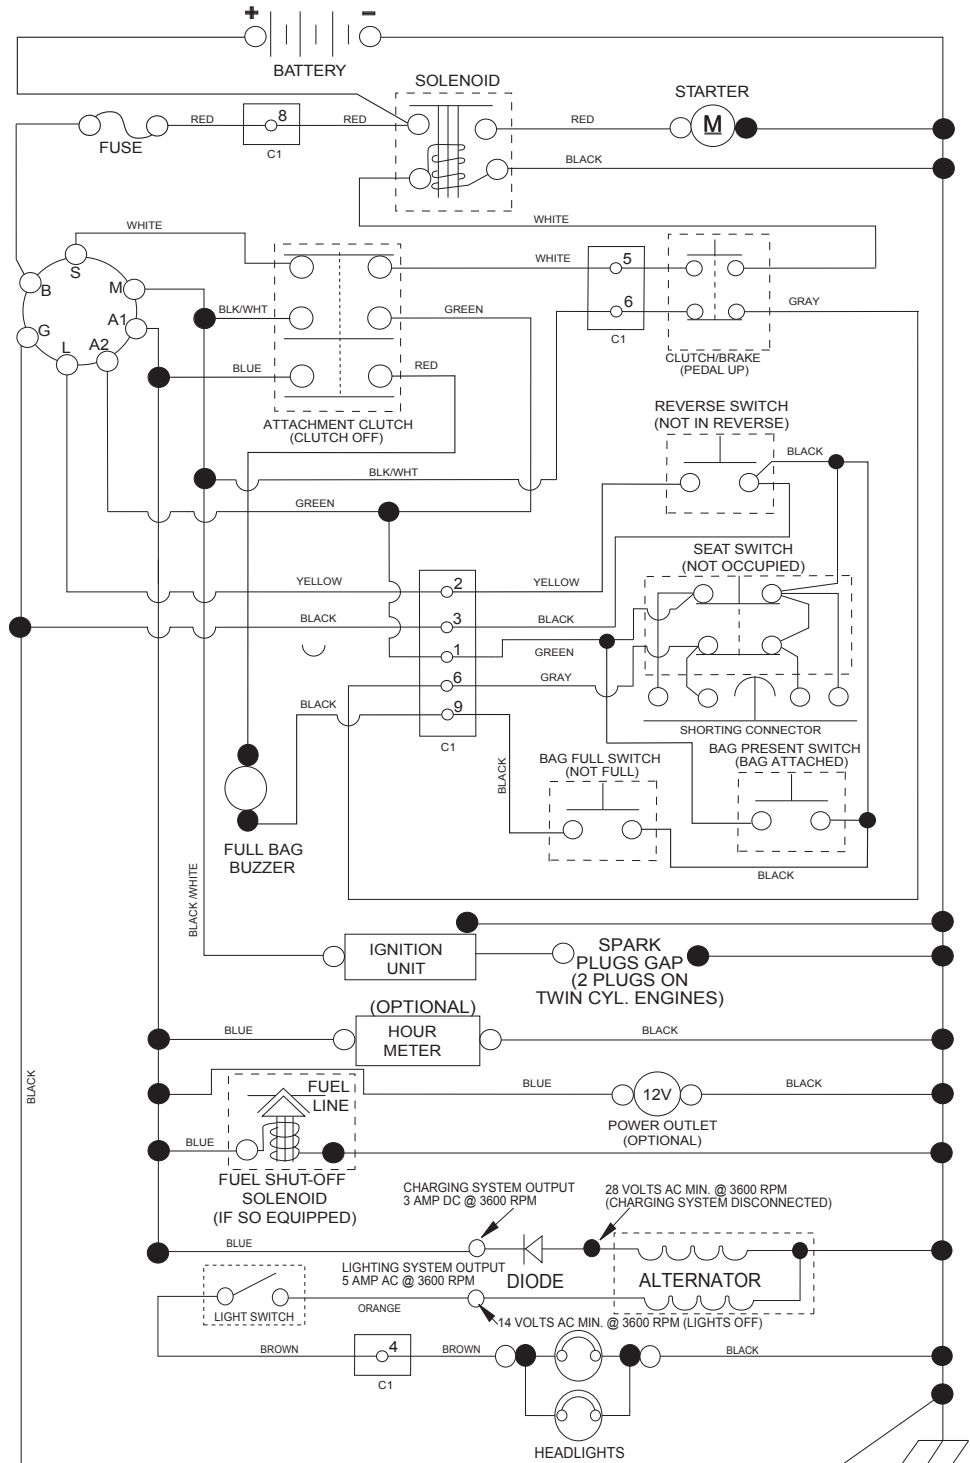 + −
BATTERY
SOLENOID
STARTER
8
RED
RED
RED
M
FUSE
C1
BLACK
WHITE
WHITE
S
WHITE
5
B
M
BLK/WHT
GREEN
6
GRAY
G
A1
C1
L
A2
BLUE
RED
CLUTCH/BRAKE
(PEDAL UP)
ATTACHMENT CLUTCH
(CLUTCH OFF)
REVERSE SWITCH
(NOT IN REVERSE)
BLACK
BLK/WHT
GREEN
SEAT SWITCH
(NOT OCCUPIED)
YELLOW
2
YELLOW
BLACK
3
BLACK
1
GREEN
6
GRAY
BLACK
9
C1
SHORTING CONNECTOR
BAG FULL SWITCH
(NOT FULL)
BAG PRESENT SWITCH
(BAG ATTACHED)
BLACK
FULL BAG
BUZZER
BLACK
BLACK /WHITE
IGNITION
UNIT
SPARK
PLUGS GAP
(2 PLUGS ON
TWIN CYL. ENGINES)
(OPTIONAL)
BLUE
HOUR
METER
BLACK
BLACK
FUEL
LINE
BLUE
12V
BLACK
POWER OUTLET
(OPTIONAL)
BLUE
FUEL SHUT-OFF
SOLENOID
(IF SO EQUIPPED)
CHARGING SYSTEM OUTPUT
3 AMP DC @ 3600 RPM
28 VOLTS AC MIN. @ 3600 RPM
(CHARGING SYSTEM DISCONNECTED)
BLUE
LIGHTING SYSTEM OUTPUT
5 AMP AC @ 3600 RPM
DIODE
ALTERNATOR
LIGHT SWITCH
ORANGE
14 VOLTS AC MIN. @ 3600 RPM (LIGHTS OFF)
BROWN
4
BROWN
BLACK
C1
HEADLIGHTS